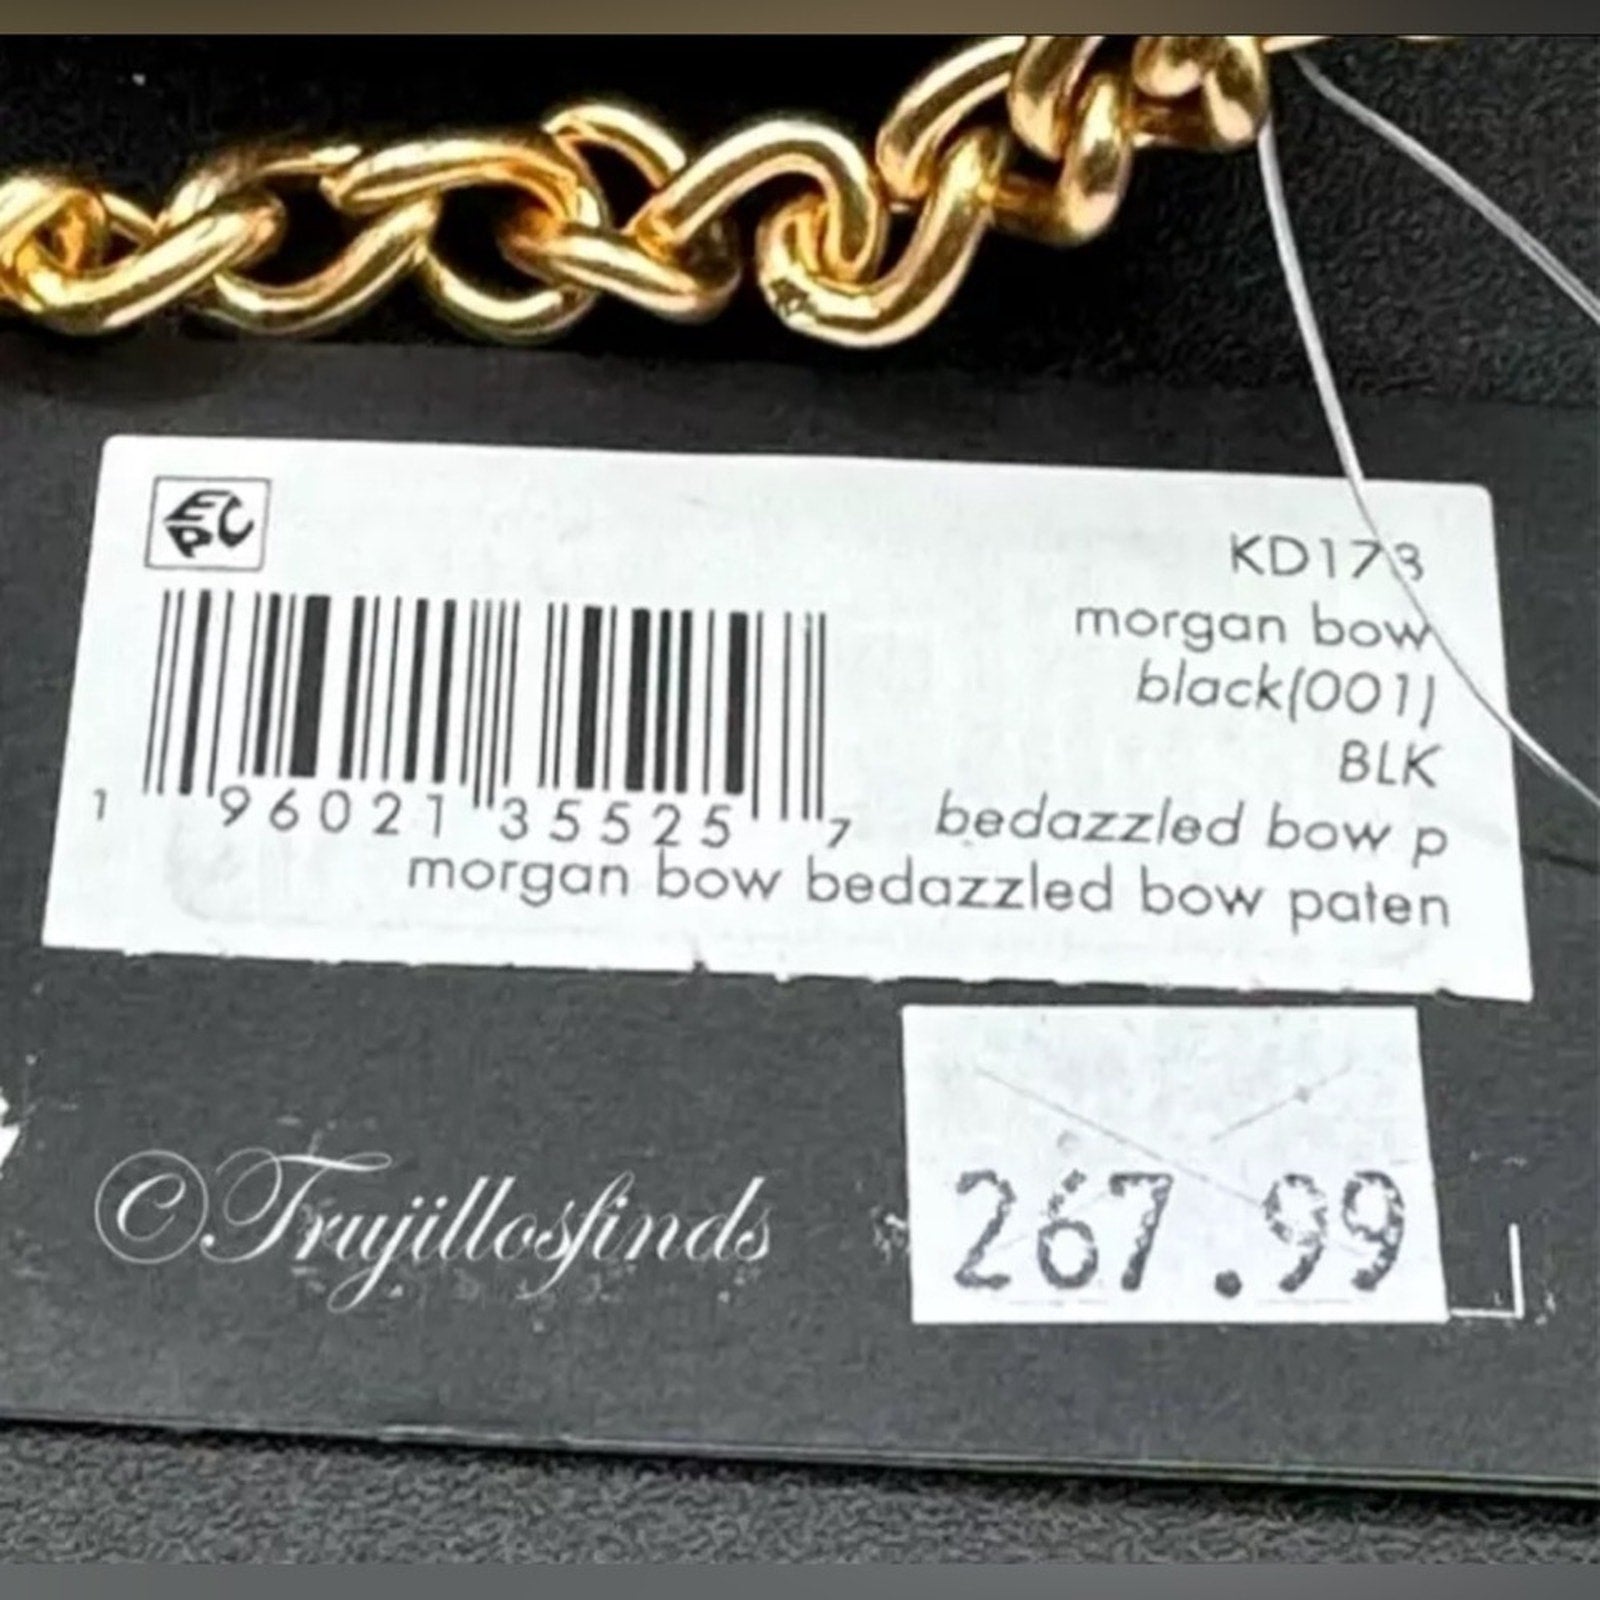 EPC
KD173
morgan bow
black(001)
BLK
1 96021 35525 7
bedazzled bow p
morgan bow bedazzled bow paten
267.99
©Trujillosfinds